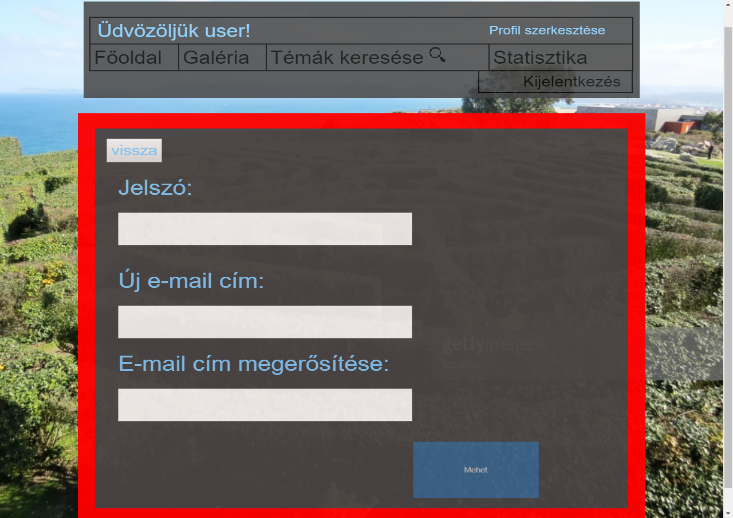 Üdvözöljük user!
Profil szerkesztése
Főoldal
Galéria
Témák keresése
Statisztika
Kijelentkezés
vissza
Jelszó:
Új e-mail cím:
gettyimages
E-mail cím megerősítése:
Mehet